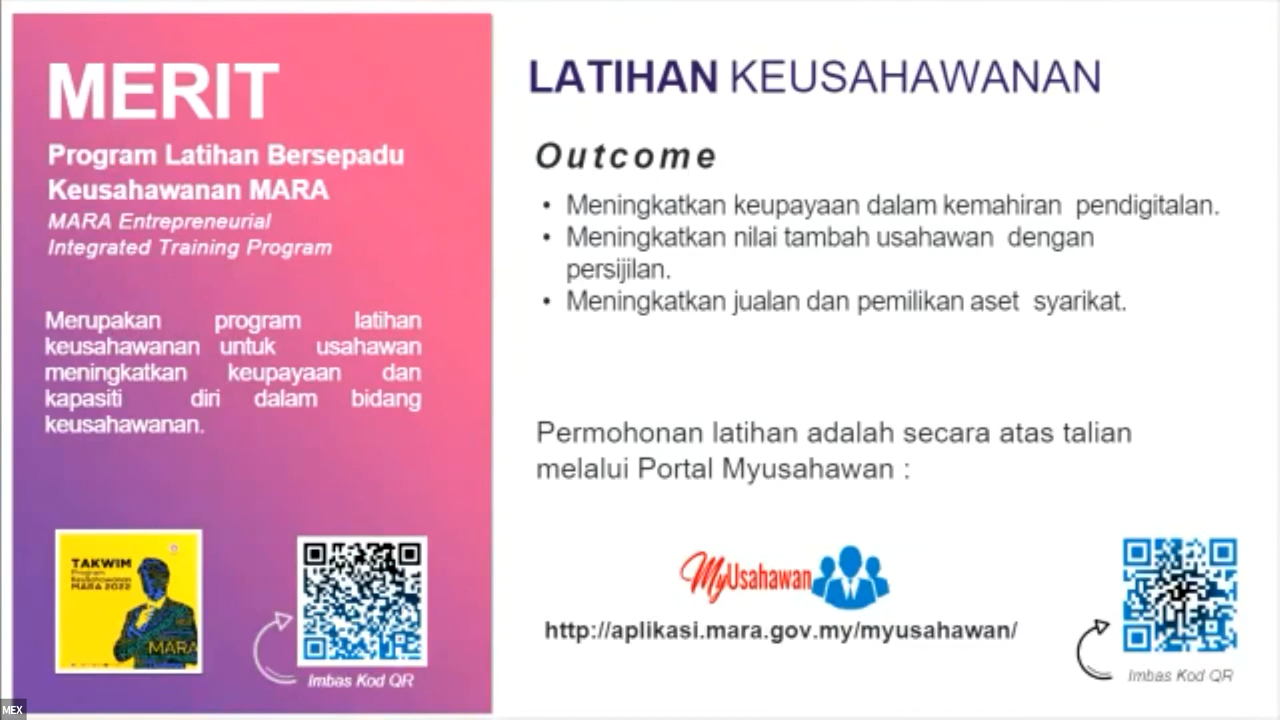 MERIT
Program Latihan Bersepadu
Keusahawanan MARA
MARA Entrepreneurial
Integrated Training Program
Merupakan program latihan
keusahawanan untuk usahawan
meningkatkan keupayaan dan
kapasiti diri dalam bidang
keusahawanan.
TAKWIM
Program
Keusahawanan
MARA 2022
MARA
Imbas Kod QR
LATIHAN KEUSAHAWANAN
Outcome
• Meningkatkan keupayaan dalam kemahiran pendigitalan.
• Meningkatkan nilai tambah usahawan dengan
persijilan.
• Meningkatkan jualan dan pemilikan aset syarikat.
Permohonan latihan adalah secara atas talian
melalui Portal Myusahawan :
MyUsahawan
http://aplikasi.mara.gov.my/myusahawan/
Imbas Kod QR
MEX